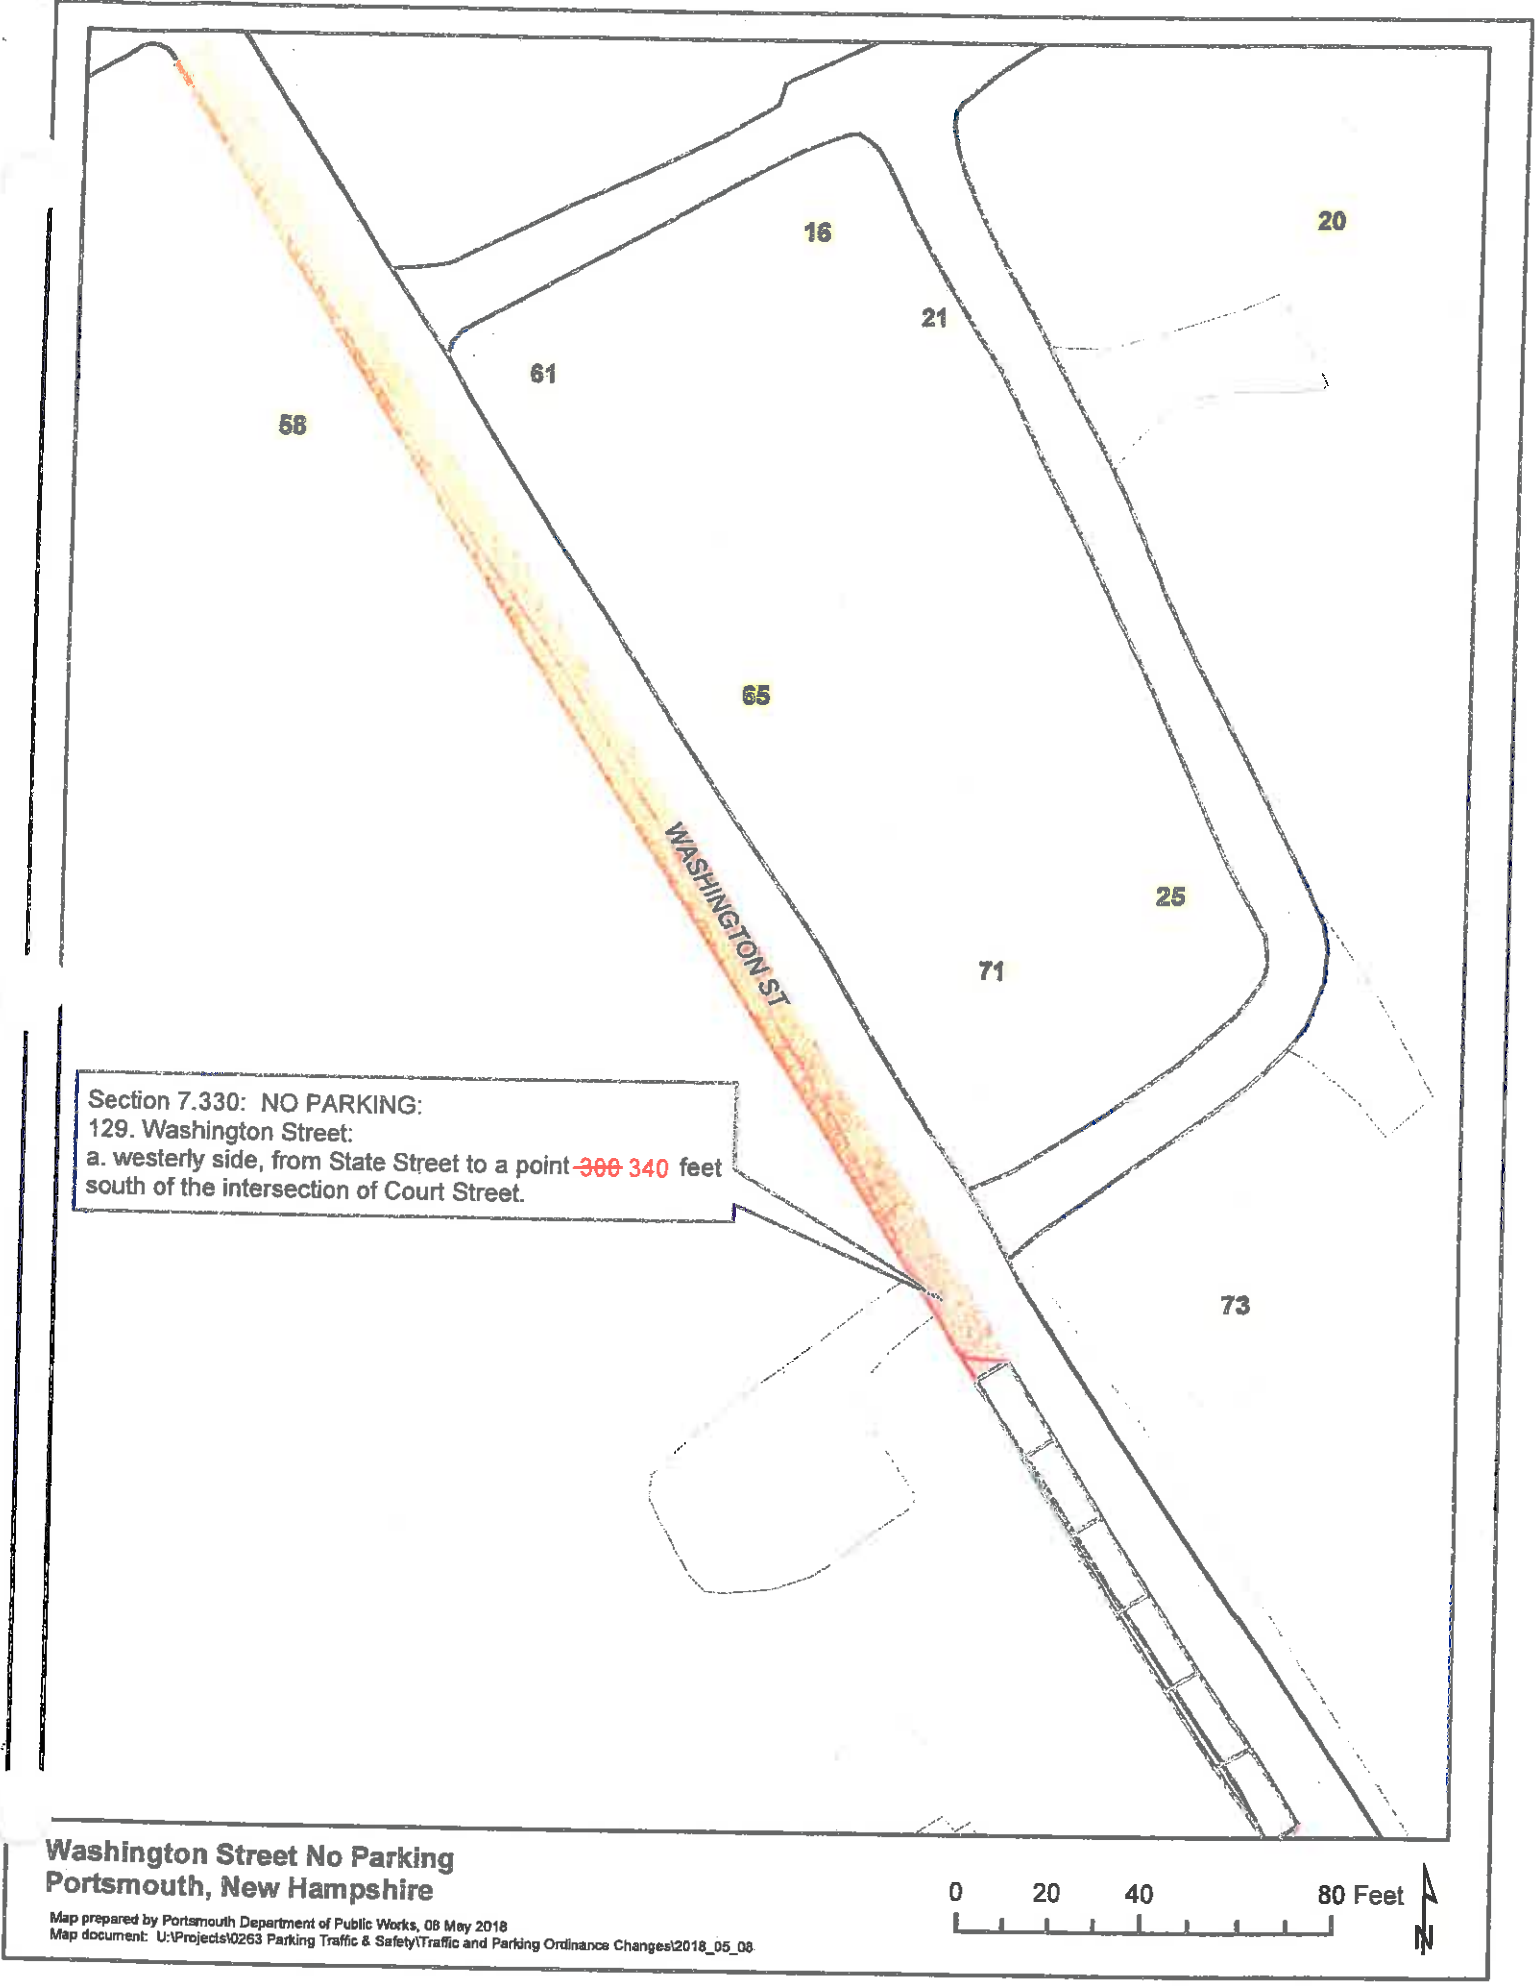 20
16
21
61
58
65
WASHINGTON ST
25
71
Section 7.330: NO PARKING:
129. Washington Street:
a. westerly side, from State Street to a point 300 340 feet
south of the intersection of Court Street.
73
Washington Street No Parking
Portsmouth, New Hampshire
Map prepared by Portsmouth Department of Public Works, 08 May 2018
Map document: U:\Projects\0263 Parking Traffic & Safety\Traffic and Parking Ordinance Changes\2018_05_08
0 20 40 80 Feet
N